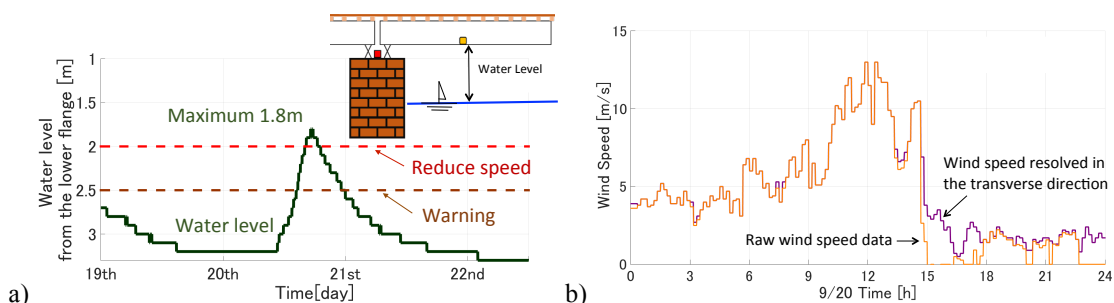 1
1.5
2
2.5
3
Water level
from the lower flange [m]
Maximum 1.8m
Water Level
Reduce speed
Warning
Water level
19th
20th
21st
22nd
Time[day]
a)
15
10
5
0
Wind Speed [m/s]
Wind speed resolved in
the transverse direction
Raw wind speed data
0
3
6
9
12
15
18
21
24
9/20 Time [h]
b)